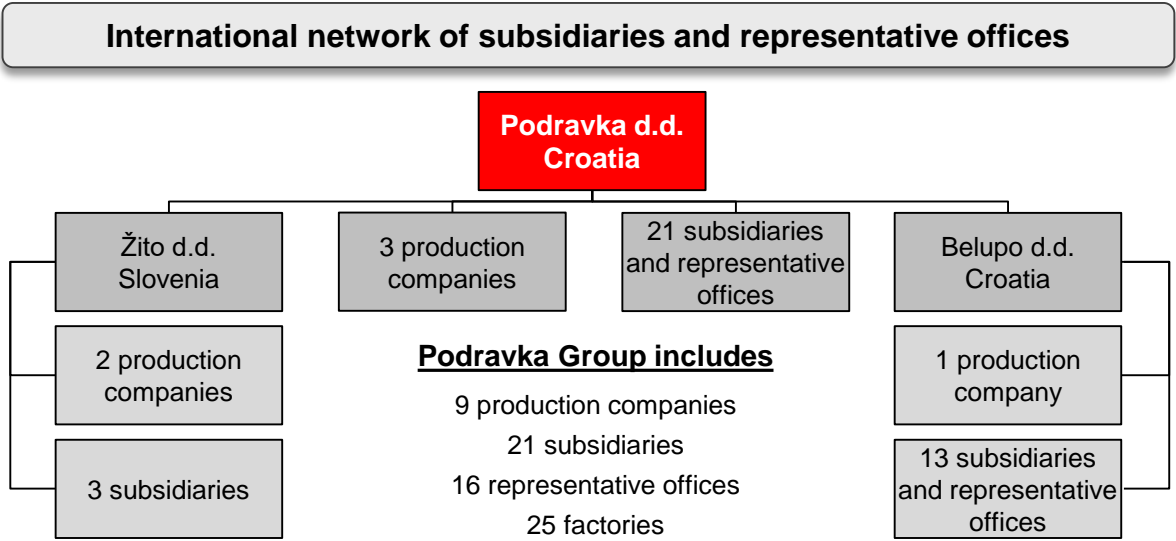 International network of subsidiaries and representative offices
Podravka d.d.
Croatia
Žito d.d.
Slovenia
3 production
companies
21 subsidiaries
and representative
offices
Belupo d.d.
Croatia
2 production
companies
3 subsidiaries
Podravka Group includes
9 production companies
21 subsidiaries
16 representative offices
25 factories
1 production
company
13 subsidiaries
and representative
offices